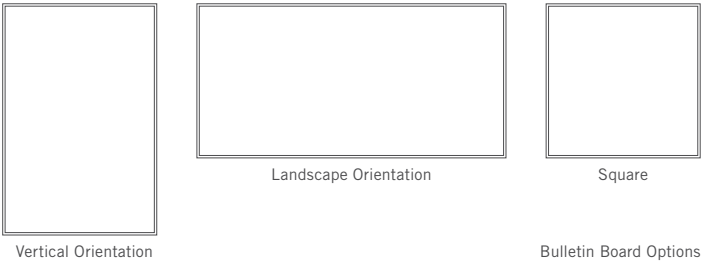 Landscape Orientation
Square
Vertical Orientation
Bulletin Board Options